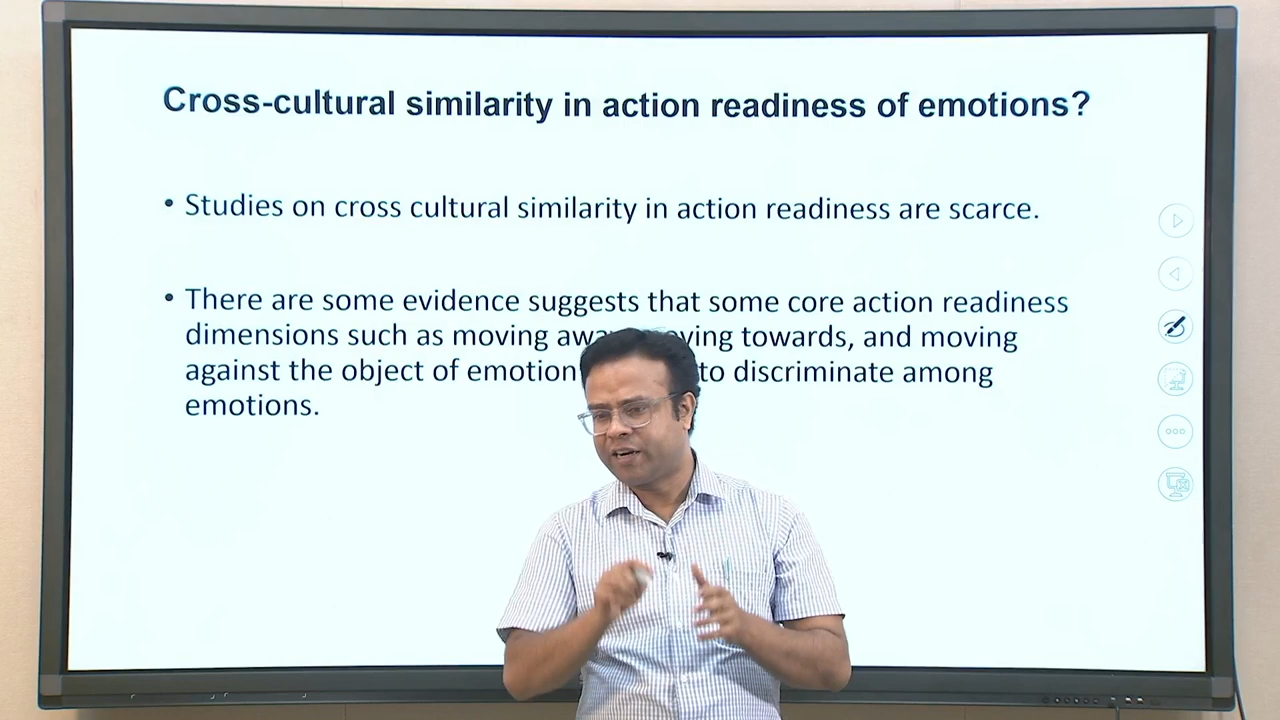 Cross-cultural similarity in action readiness of emotions?
• Studies on cross cultural similarity in action readiness are scarce.
• There are some evidence suggests that some core action readiness
dimensions such as moving away moving towards, and moving
against the object of emotion to discriminate among
emotions.